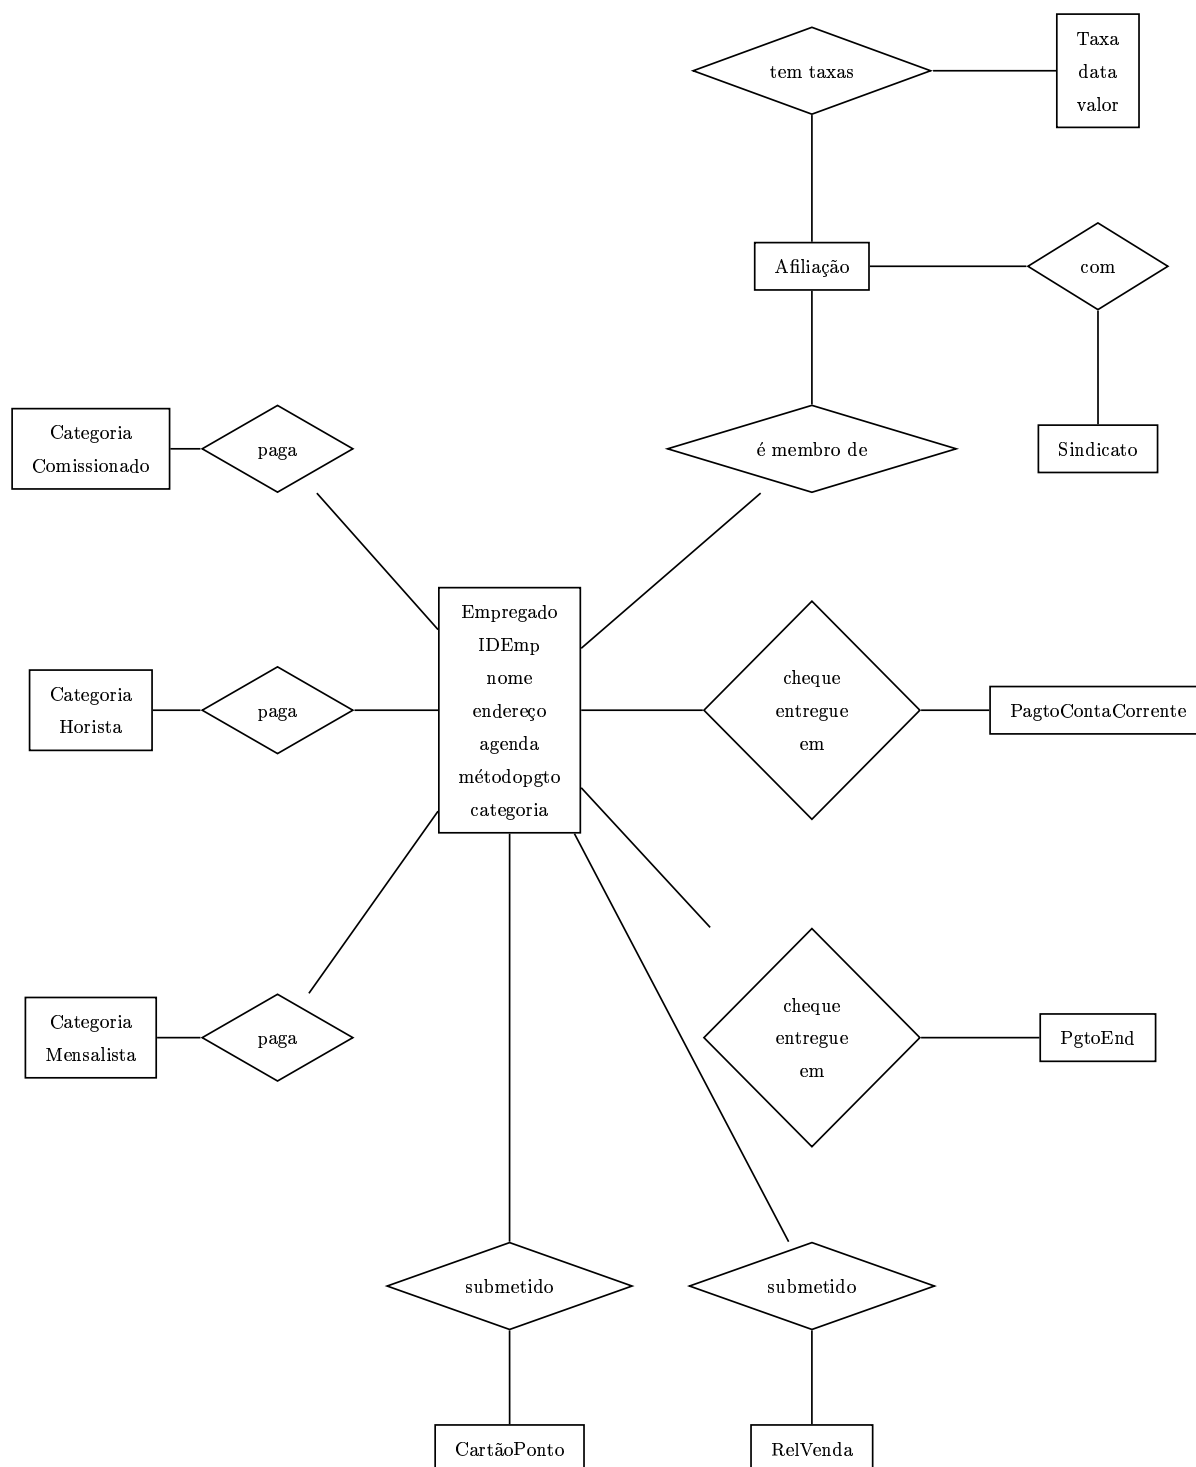 tem taxas
Taxa
data
valor
Afiliação
com
Categoria
Comissionado
paga
é membro de
Sindicato
Empregado
IDEmp
nome
endereço
agenda
métodopgto
categoria
Categoria
Horista
paga
cheque
entregue
em
PagtoContaCorrente
Categoria
Mensalista
paga
cheque
entregue
em
PgtoEnd
submetido
submetido
CartãoPonto
RelVenda